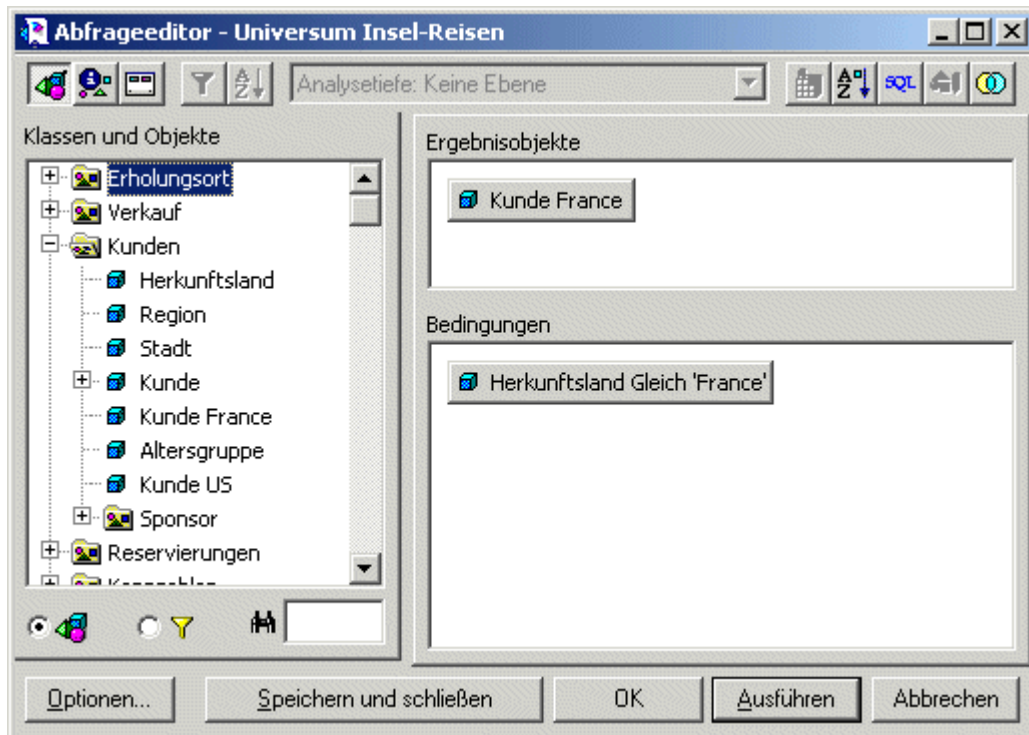 Abfrageeditor - Universum Insel-Reisen
Analysetiefe: Keine Ebene
SQL
Klassen und Objekte
Erholungsort
Verkauf
Kunden
Herkunftsland
Region
Stadt
Kunde
Kunde France
Altersgruppe
Kunde US
Sponsor
Reservierungen
Ergebnisobjekte
Kunde France
Bedingungen
Herkunftsland Gleich 'France'
Optionen...
Speichern und schließen
OK
Ausführen
Abbrechen